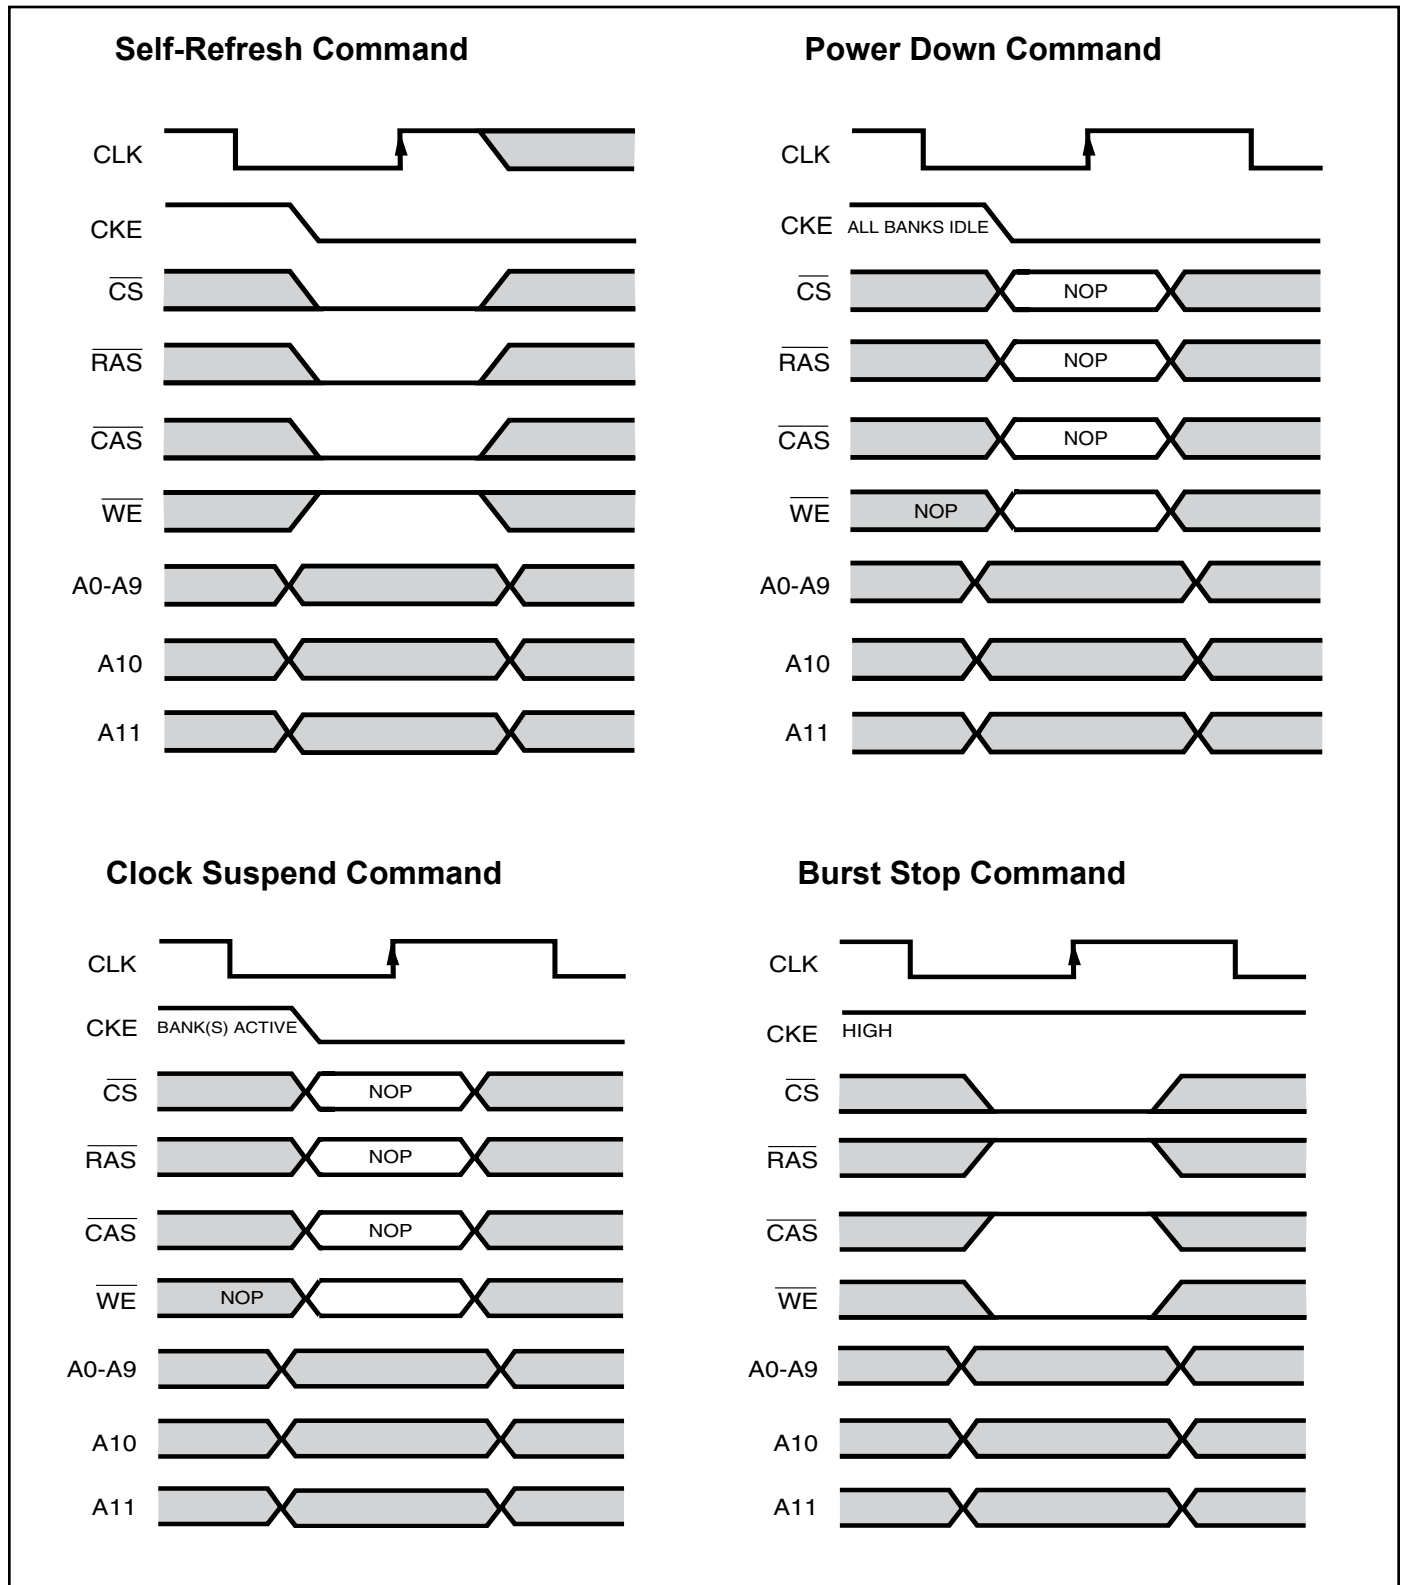 Self-Refresh Command
CLK
CKE
CS
RAS
CAS
WE
A0-A9
A10
A11
Power Down Command
CLK
CKE ALL BANKS IDLE
CS NOP
RAS NOP
CAS NOP
WE NOP
A0-A9
A10
A11
Clock Suspend Command
CLK
CKE BANK(S) ACTIVE
CS NOP
RAS NOP
CAS NOP
WE NOP
A0-A9
A10
A11
Burst Stop Command
CLK
CKE HIGH
CS
RAS
CAS
WE
A0-A9
A10
A11